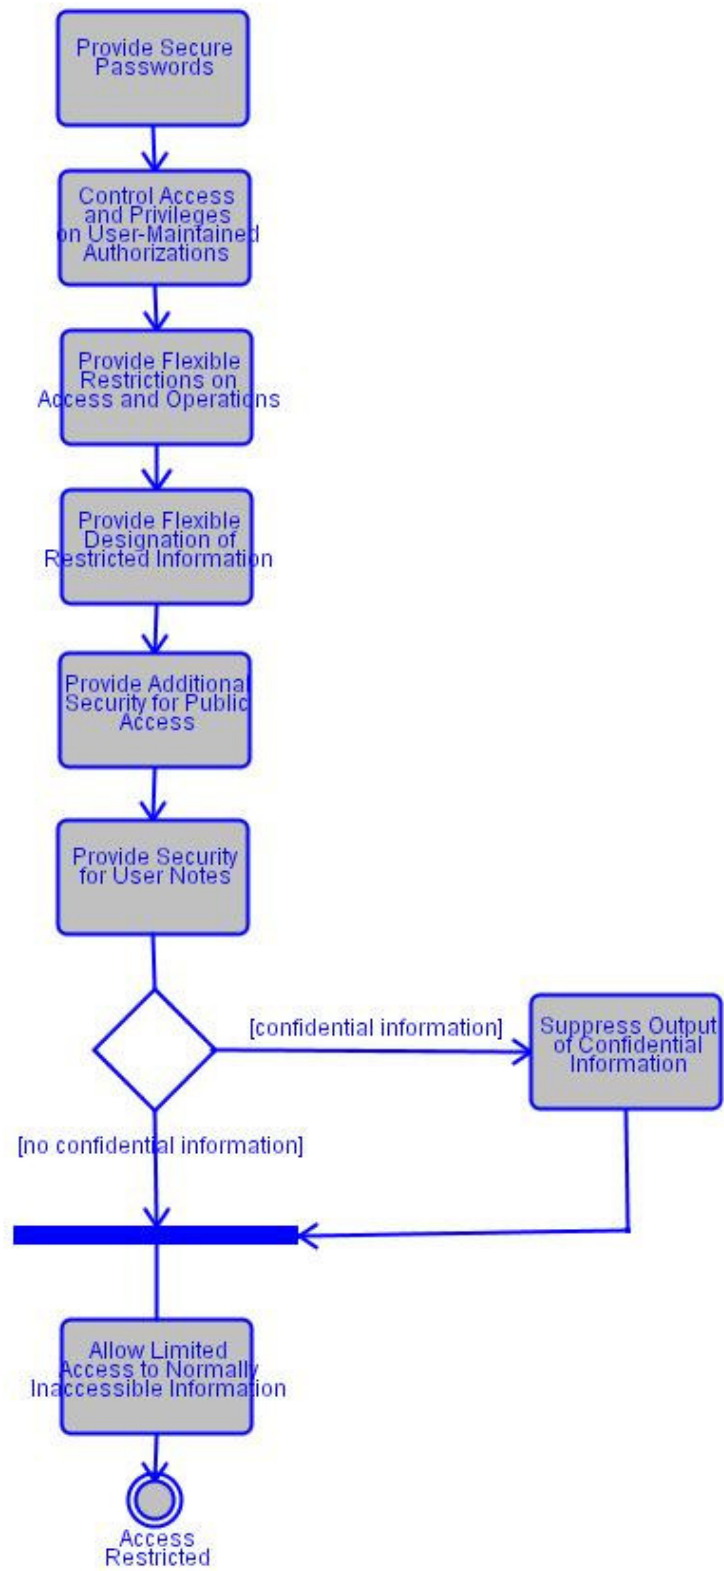 Provide Secure
Passwords
Control Access
and Privileges
on User-Maintained
Authorizations
Provide Flexible
Restrictions on
Access and Operations
Provide Flexible
Designation of
Restricted Information
Provide Additional
Security for Public
Access
Provide Security
for User Notes
[confidential information]
Suppress Output
of Confidential
Information
[no confidential information]
Allow Limited
Access to Normally
Inaccessible Information
Access
Restricted